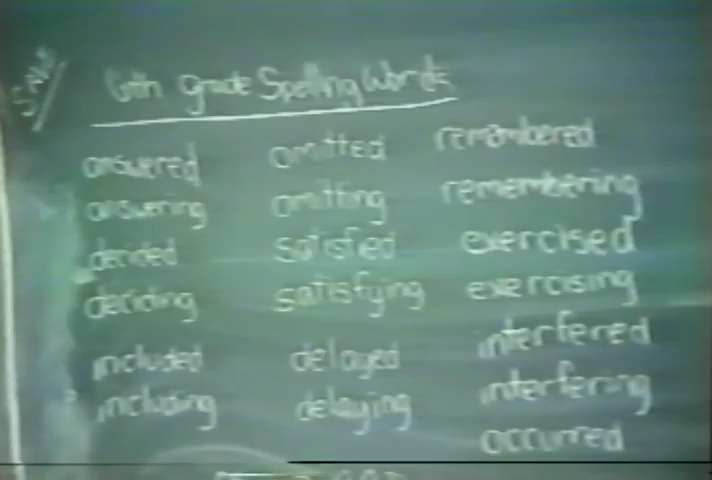 SAVE
6th Grade Spelling Words
answered omitted remembered
answering omitting remembering
decided satisfied exercised
deciding satisfying exercising
included delayed interfered
including delaying interfering
occurred